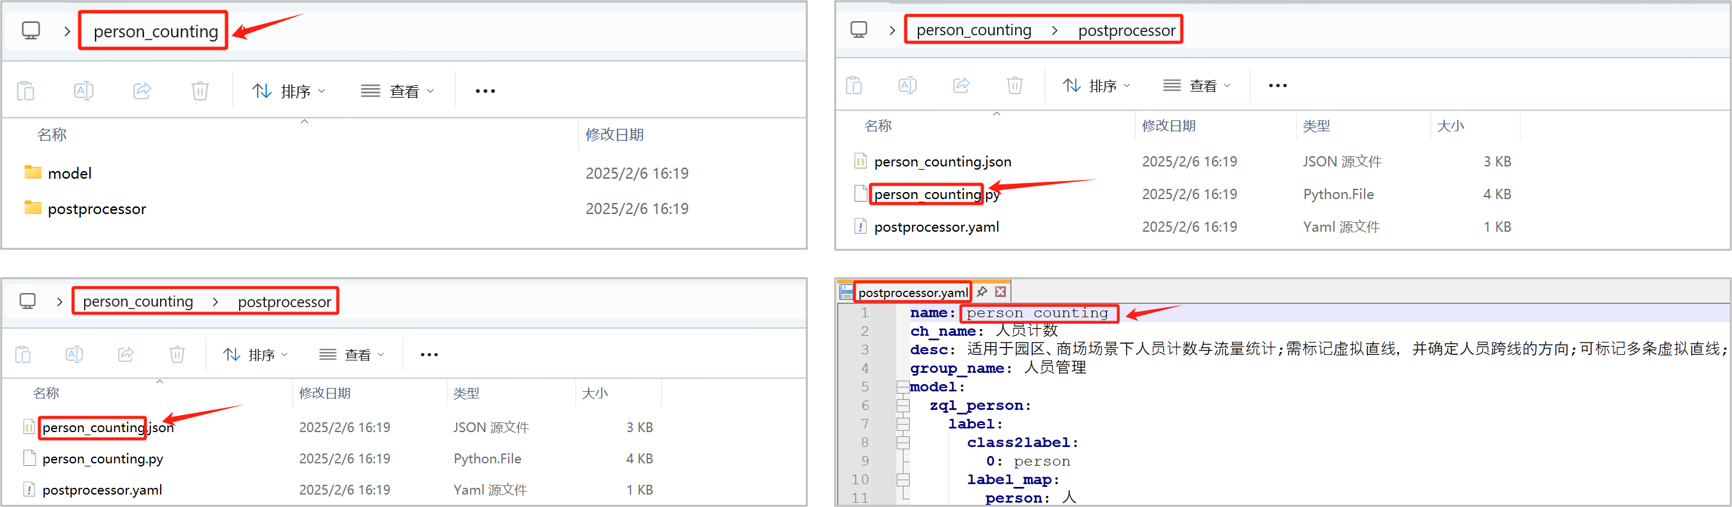 person_counting
排序 查看
名称 修改日期
model 2025/2/6 16:19
postprocessor 2025/2/6 16:19
person_counting > postprocessor
排序 查看
名称 修改日期 类型 大小
person_counting.json 2025/2/6 16:19 JSON 源文件 3 KB
person_counting.py 2025/2/6 16:19 Python.File 4 KB
postprocessor.yaml 2025/2/6 16:19 Yaml 源文件 1 KB
person_counting > postprocessor
排序 查看
名称 修改日期 类型 大小
person_counting.json 2025/2/6 16:19 JSON 源文件 3 KB
person_counting.py 2025/2/6 16:19 Python.File 4 KB
postprocessor.yaml 2025/2/6 16:19 Yaml 源文件 1 KB
postprocessor.yaml
1 name: person_counting
2 ch_name: 人员计数
3 desc: 适用于园区、商场场景下人员计数与流量统计;需标记虚拟直线, 并确定人员跨线的方向;可标记多条虚拟直线;
4 group_name: 人员管理
5 model:
6 zql_person:
7 label:
8 class2label:
9 0: person
10 label_map:
11 person: 人